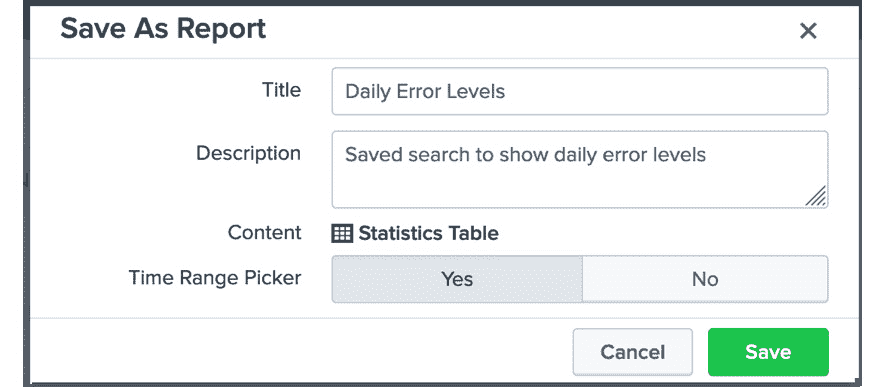 Save As Report
Title
Daily Error Levels
Description
Saved search to show daily error levels
Content
Statistics Table
Time Range Picker
Yes
No
Cancel
Save